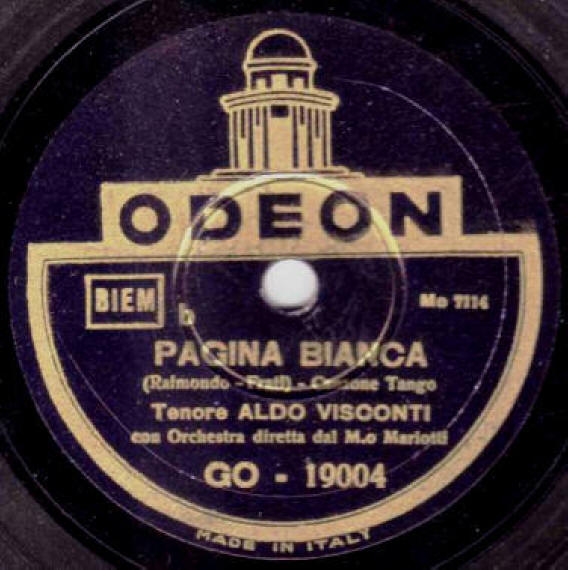 ODEON
BIEM
b
Mo 7114
PAGINA BIANCA
(Raimondo - Frati) - Canzone Tango
Tenore ALDO VISCONTI
con Orchestra diretta dal M.o Mariotti
GO - 19004
MADE IN ITALY